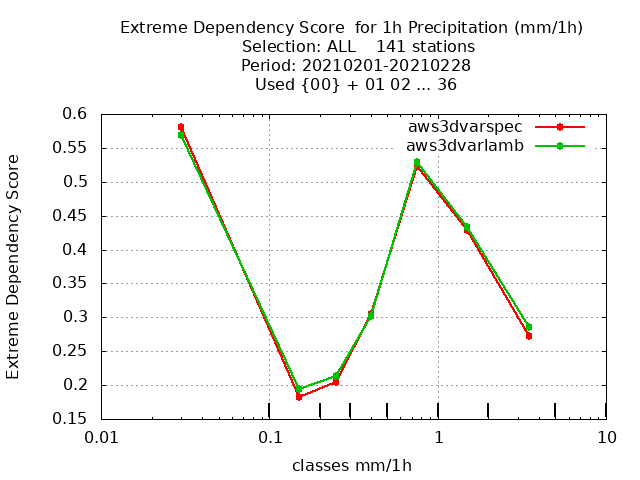 Extreme Dependency Score  for 1h Precipitation (mm/1h)
Selection: ALL    141 stations
Period: 20210201-20210228
Used {00} + 01 02 ... 36
aws3dvarspec
aws3dvarlamb
Extreme Dependency Score
0.6
0.55
0.5
0.45
0.4
0.35
0.3
0.25
0.2
0.15
0.01 0.1 1 10
classes mm/1h